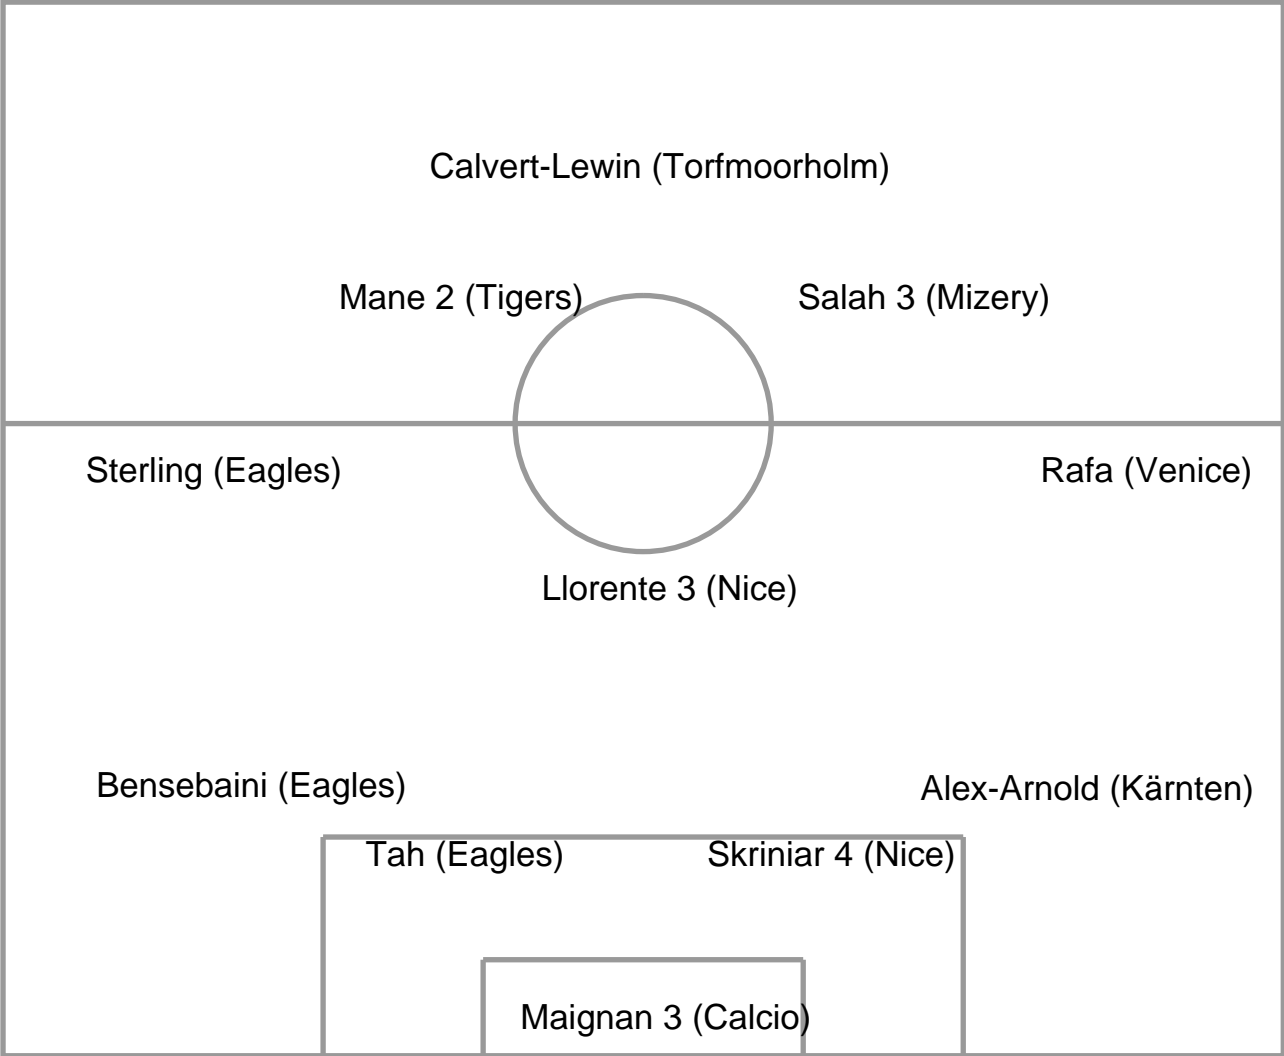 Calvert-Lewin (Torfmoorholm)
Mane 2 (Tigers)
Salah 3 (Mizery)
Sterling (Eagles)
Rafa (Venice)
Llorente 3 (Nice)
Bensebaini (Eagles)
Alex-Arnold (Kärnten)
Tah (Eagles)
Skriniar 4 (Nice)
Maignan 3 (Calcio)